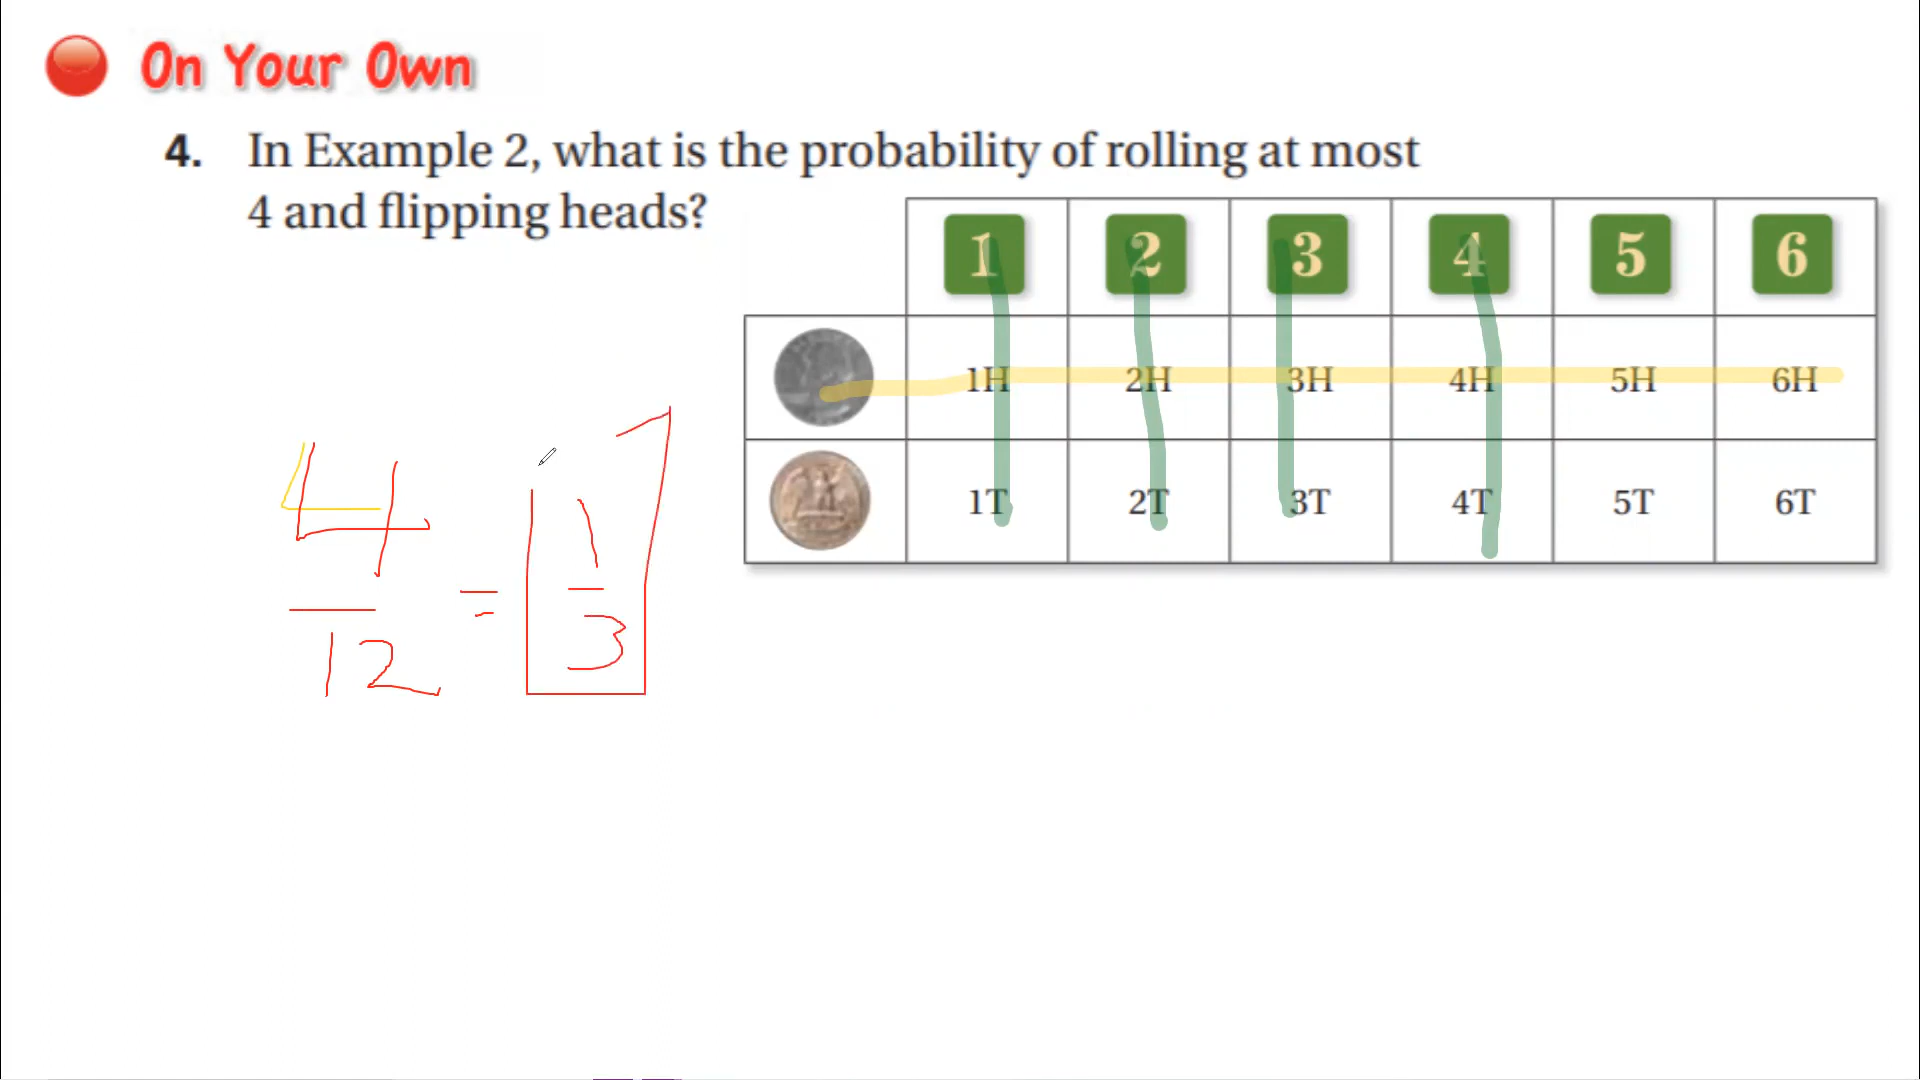 On Your Own
4. In Example 2, what is the probability of rolling at most
4 and flipping heads?
1 2 3 4 5 6
1H 2H 3H 4H 5H 6H
1T 2T 3T 4T 5T 6T
4/12 = 1/3